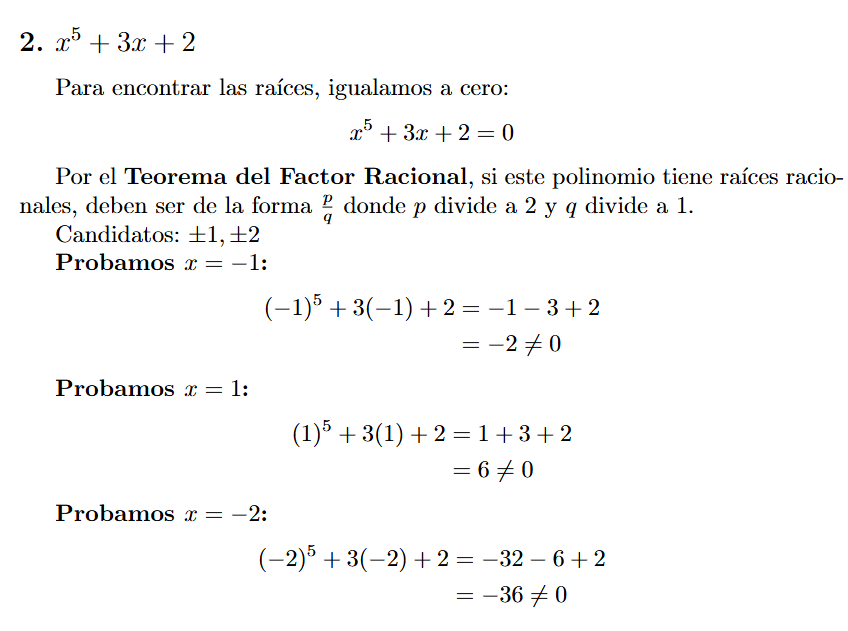 2. x⁵ + 3x + 2
Para encontrar las raíces, igualamos a cero:
x⁵ + 3x + 2 = 0
Por el Teorema del Factor Racional, si este polinomio tiene raíces racio-
nales, deben ser de la forma p/q donde p divide a 2 y q divide a 1.
Candidatos: ±1, ±2
Probamos x = −1:
(−1)⁵ + 3(−1) + 2 = −1 − 3 + 2
= −2 ≠ 0
Probamos x = 1:
(1)⁵ + 3(1) + 2 = 1 + 3 + 2
= 6 ≠ 0
Probamos x = −2:
(−2)⁵ + 3(−2) + 2 = −32 − 6 + 2
= −36 ≠ 0